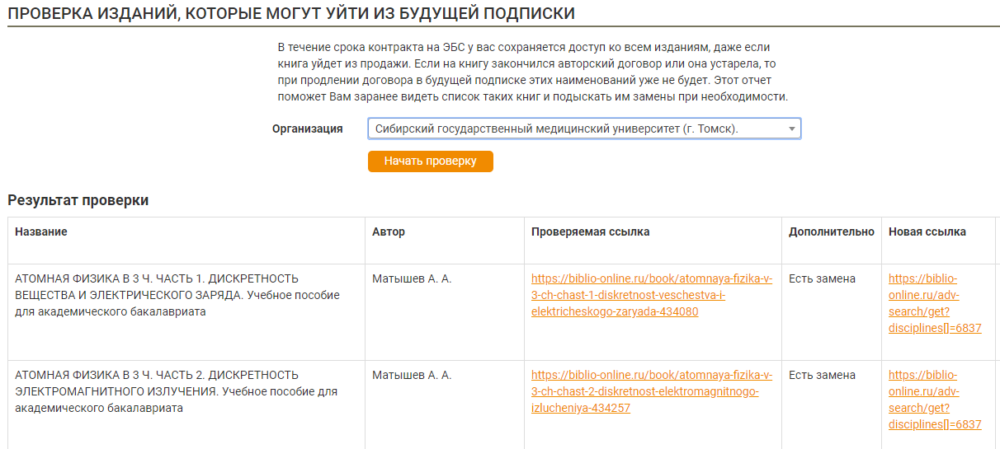 ПРОВЕРКА ИЗДАНИЙ, КОТОРЫЕ МОГУТ УЙТИ ИЗ БУДУЩЕЙ ПОДПИСКИ
В течение срока контракта на ЭБС у вас сохраняется доступ ко всем изданиям, даже если
книга уйдет из продажи. Если на книгу закончился авторский договор или она устарела, то
при продлении договора в будущей подписке этих наименований уже не будет. Этот отчет
поможет Вам заранее видеть список таких книг и подыскать им замены при необходимости.
Организация
Сибирский государственный медицинский университет (г. Томск).
Начать проверку
Результат проверки
Название
Автор
Проверяемая ссылка
Дополнительно
Новая ссылка
АТОМНАЯ ФИЗИКА В 3 Ч. ЧАСТЬ 1. ДИСКРЕТНОСТЬ
ВЕЩЕСТВА И ЭЛЕКТРИЧЕСКОГО ЗАРЯДА. Учебное пособие
для академического бакалавриата
Матышев А. А.
https://biblio-online.ru/book/atomnaya-fizika-v-
3-ch-chast-1-diskretnost-veschestva-i-
elektricheskogo-zaryada-434080
Есть замена
https://biblio-
online.ru/adv-
search/get?
disciplines[]=6837
АТОМНАЯ ФИЗИКА В 3 Ч. ЧАСТЬ 2. ДИСКРЕТНОСТЬ
ЭЛЕКТРОМАГНИТНОГО ИЗЛУЧЕНИЯ. Учебное пособие для
академического бакалавриата
Матышев А. А.
https://biblio-online.ru/book/atomnaya-fizika-v-
3-ch-chast-2-diskretnost-elektromagnitnogo-
izlucheniya-434257
Есть замена
https://biblio-
online.ru/adv-
search/get?
disciplines[]=6837